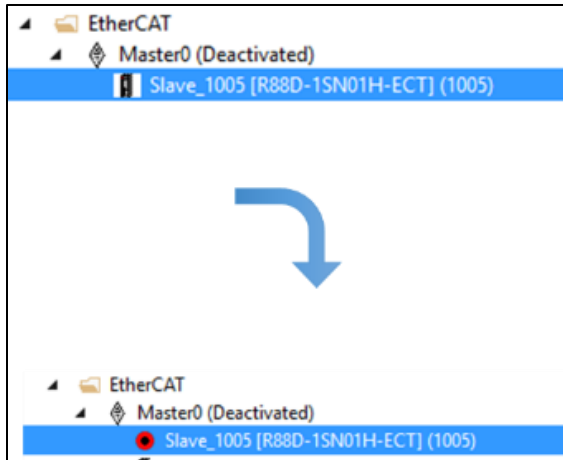 EtherCAT
Master0 (Deactivated)
Slave_1005 [R88D-1SN01H-ECT] (1005)
EtherCAT
Master0 (Deactivated)
Slave_1005 [R88D-1SN01H-ECT] (1005)